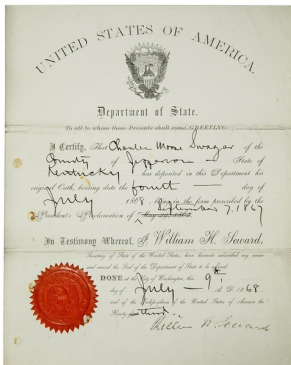 UNITED STATES OF AMERICA.
Department of State.
To all to whom these Presents shall come, GREETING:
I Certify, That Charles Moore Swagar of the
County of Jefferson — State of
Kentucky has deposited in this Department his
original Oath, bearing date the fourth — day of
July 1868, in the form prescribed by the
President's Proclamation of May 29, 1865 September 7, 1867
In Testimony Whereof, I, William H. Seward,
Secretary of State of the United States, have hereunto subscribed my name
and caused the Seal of the Department of State to be affixed.
DONE at the City of Washington, this 9th
day of July — A. D. 1868
and of the Independence of the United States of America the
Ninety third.
William H Seward